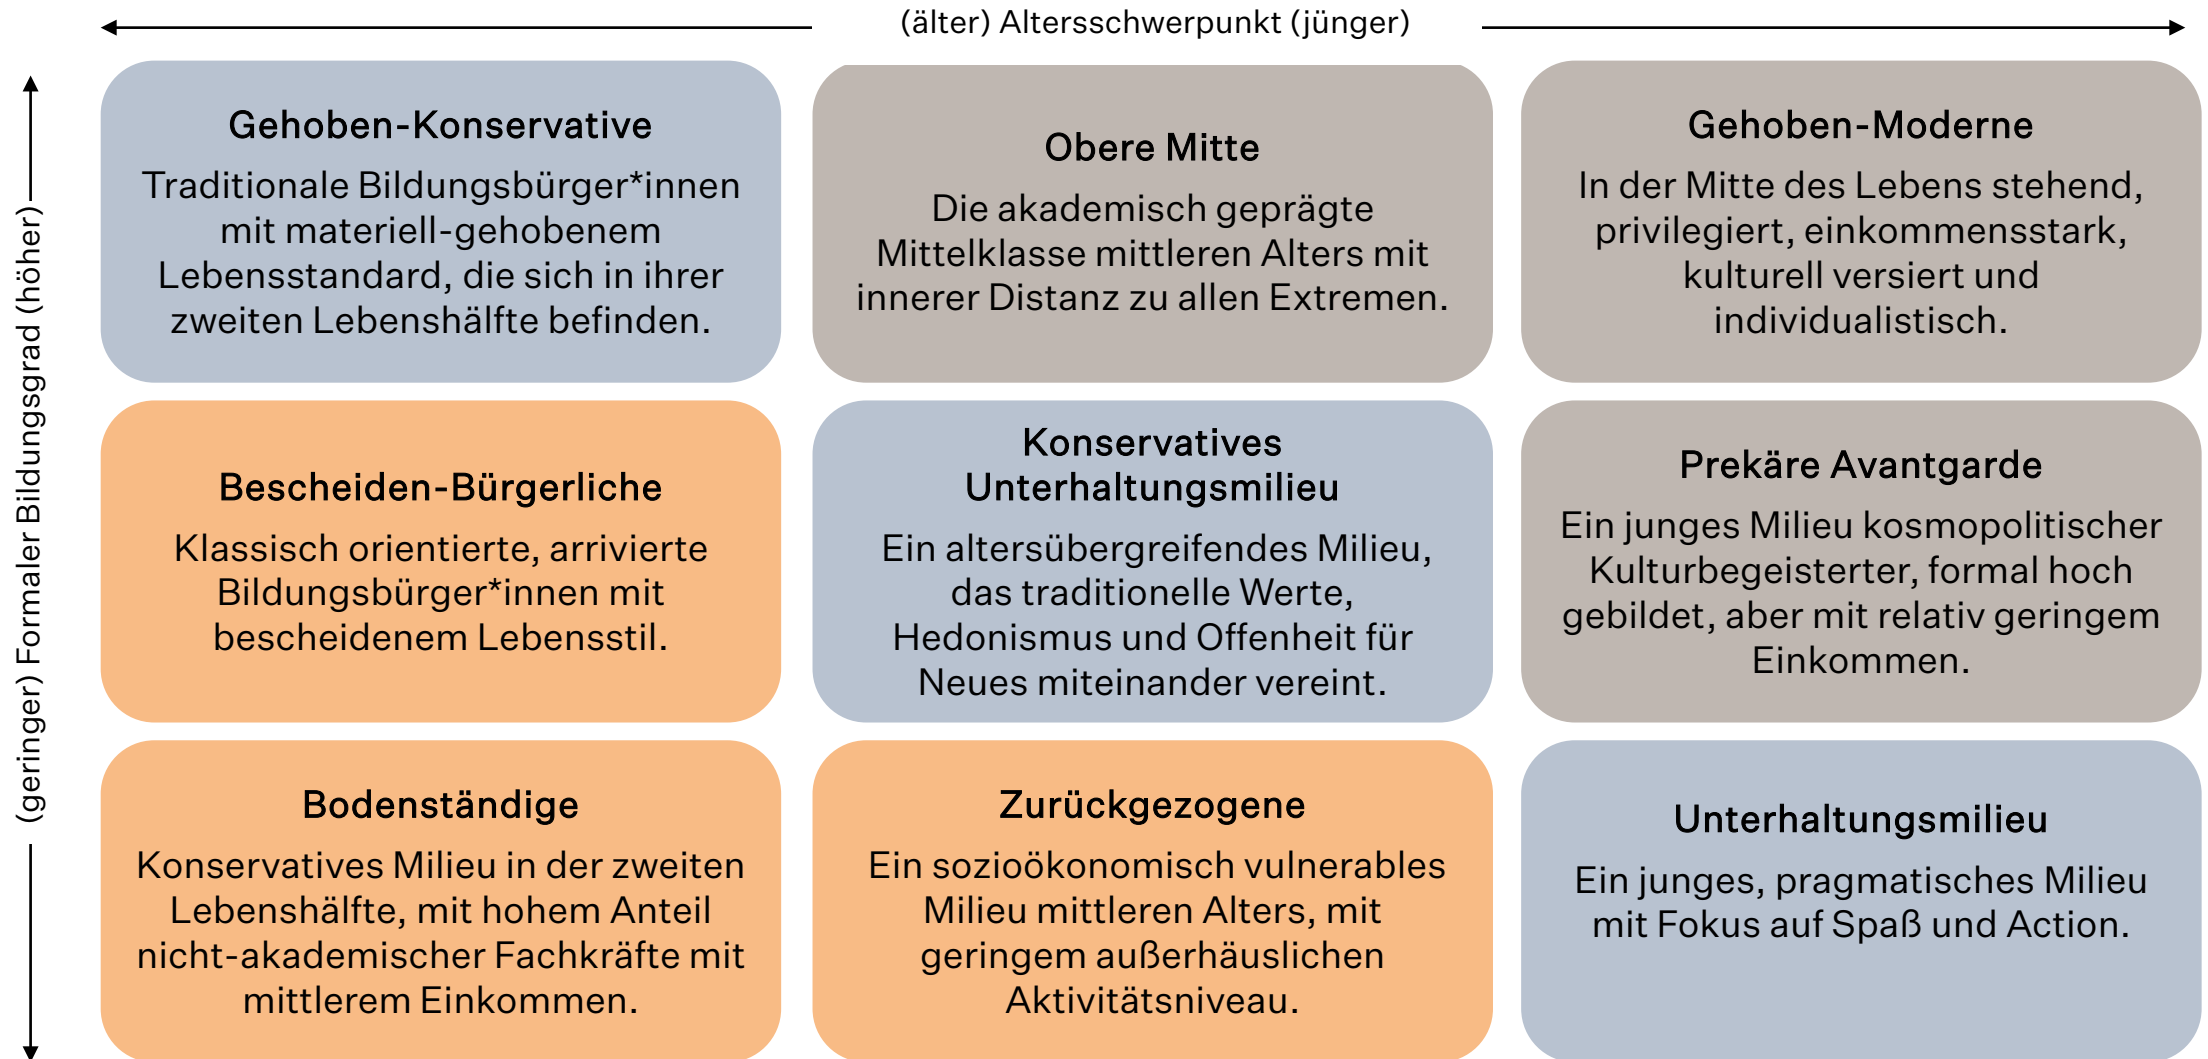 (älter) Altersschwerpunkt (jünger)
(geringer) Formaler Bildungsgrad (höher)
Gehoben-Konservative
Traditionale Bildungsbürger*innen
mit materiell-gehobenem
Lebensstandard, die sich in ihrer
zweiten Lebenshälfte befinden.
Obere Mitte
Die akademisch geprägte
Mittelklasse mittleren Alters mit
innerer Distanz zu allen Extremen.
Gehoben-Moderne
In der Mitte des Lebens stehend,
privilegiert, einkommensstark,
kulturell versiert und
individualistisch.
Bescheiden-Bürgerliche
Klassisch orientierte, arrivierte
Bildungsbürger*innen mit
bescheidenem Lebensstil.
Konservatives
Unterhaltungsmilieu
Ein altersübergreifendes Milieu,
das traditionelle Werte,
Hedonismus und Offenheit für
Neues miteinander vereint.
Prekäre Avantgarde
Ein junges Milieu kosmopolitischer
Kulturbegeisterter, formal hoch
gebildet, aber mit relativ geringem
Einkommen.
Bodenständige
Konservatives Milieu in der zweiten
Lebenshälfte, mit hohem Anteil
nicht-akademischer Fachkräfte mit
mittlerem Einkommen.
Zurückgezogene
Ein sozioökonomisch vulnerables
Milieu mittleren Alters, mit
geringem außerhäuslichen
Aktivitätsniveau.
Unterhaltungsmilieu
Ein junges, pragmatisches Milieu
mit Fokus auf Spaß und Action.